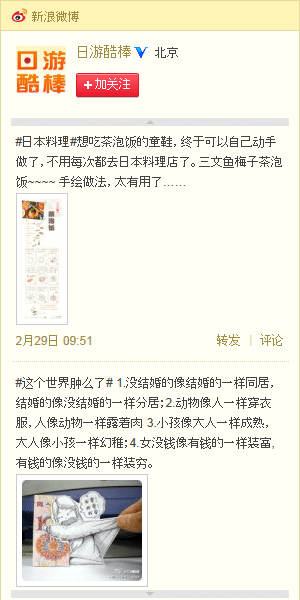 新浪微博
日游
酷棒
日游酷棒 北京
+加关注
#日本料理#想吃茶泡饭的童鞋，终于可以自己动手
做了，不用每次都去日本料理店了。三文鱼梅子茶泡
饭~~~~ 手绘做法，太有用了……
茶泡饭
2月29日 09:51
转发 | 评论
#这个世界肿么了# 1.没结婚的像结婚的一样同居，
结婚的像没结婚的一样分居；2.动物像人一样穿衣
服，人像动物一样露着肉 3.小孩像大人一样成熟，
大人像小孩一样幻稚；4.女没钱像有钱的一样装富，
有钱的像没钱的一样装穷。